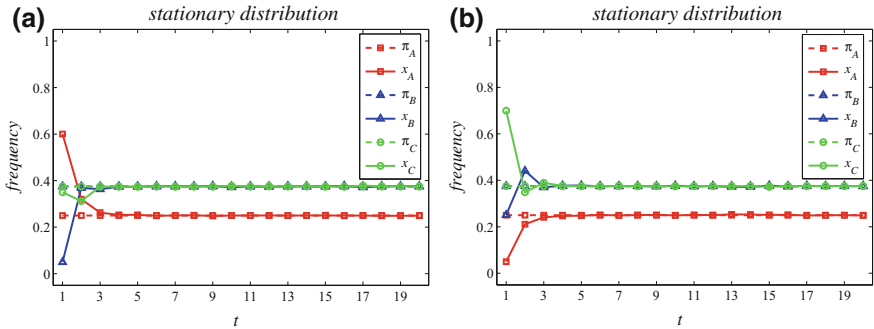 (a)
stationary distribution
frequency
1
0.8
0.6
0.4
0.2
0
1 3 5 7 9 11 13 15 17 19
t
π_A
x_A
π_B
x_B
π_C
x_C
(b)
stationary distribution
frequency
1
0.8
0.6
0.4
0.2
0
1 3 5 7 9 11 13 15 17 19
t
π_A
x_A
π_B
x_B
π_C
x_C